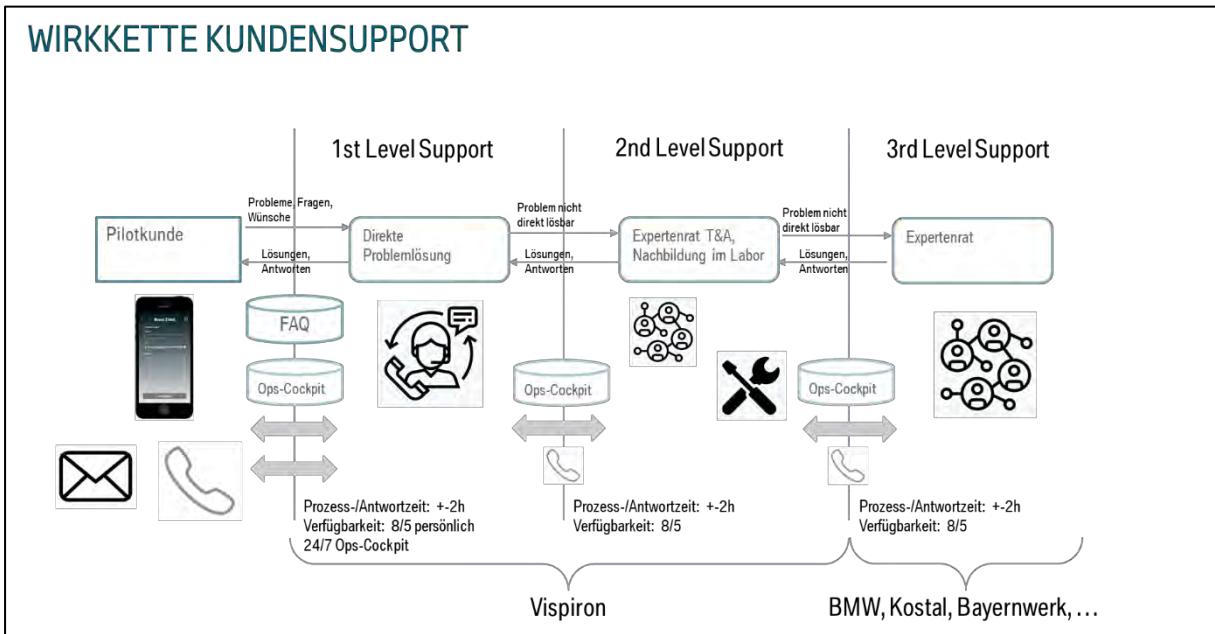 WIRKKETTE KUNDENSUPPORT
1st Level Support
2nd Level Support
3rd Level Support
Pilotkunde
Probleme, Fragen,
Wünsche
Lösungen,
Antworten
Direkte
Problemlösung
Problem nicht
direkt lösbar
Lösungen,
Antworten
Expertenrat T&A,
Nachbildung im Labor
Problem nicht
direkt lösbar
Lösungen,
Antworten
Expertenrat
FAQ
Ops-Cockpit
Ops-Cockpit
Ops-Cockpit
Prozess-/Antwortzeit: +-2h
Verfügbarkeit: 8/5 persönlich
24/7 Ops-Cockpit
Prozess-/Antwortzeit: +-2h
Verfügbarkeit: 8/5
Prozess-/Antwortzeit: +-2h
Verfügbarkeit: 8/5
Vispiron
BMW, Kostal, Bayernwerk, ...